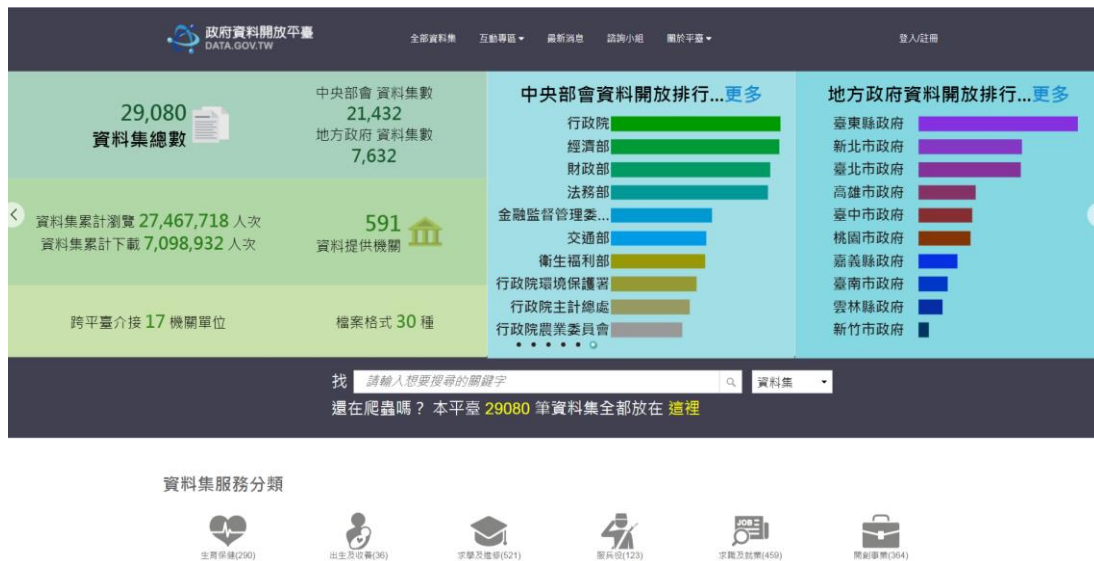 政府資料開放平臺
DATA.GOV.TW
全部資料集 互動專區 最新消息 諮詢小組 關於平臺
登入/註冊
29,080
資料集總數
中央部會 資料集數
21,432
地方政府 資料集數
7,632
資料集累計瀏覽 27,467,718 人次
資料集累計下載 7,098,932 人次
591
資料提供機關
跨平臺介接 17 機關單位
檔案格式 30 種
中央部會資料開放排行...更多
行政院
經濟部
財政部
法務部
金融監督管理委...
交通部
衛生福利部
行政院環境保護署
行政院主計總處
行政院農業委員會
地方政府資料開放排行...更多
臺東縣政府
新北市政府
臺北市政府
高雄市政府
臺中市政府
桃園市政府
嘉義縣政府
臺南市政府
雲林縣政府
新竹市政府
找 請輸入想要搜尋的關鍵字 資料集
還在爬蟲嗎？ 本平臺 29080 筆資料集全部放在 這裡
資料集服務分類
JOB
生育保健(290) 出生及收養(36) 求學及進修(521) 服兵役(123) 求職及就業(459) 開創事業(364)